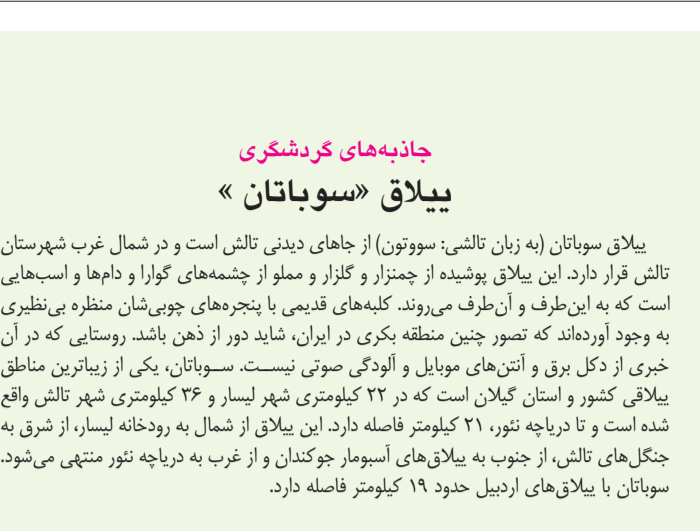 جاذبه‌های گردشگری
ییلاق «سوباتان »
ییلاق سوباتان (به زبان تالشی: سووتون) از جاهای دیدنی تالش است و در شمال غرب شهرستان
تالش قرار دارد. این ییلاق پوشیده از چمنزار و گلزار و مملو از چشمه‌های گوارا و دام‌ها و اسب‌هایی
است که به این‌طرف و آن‌طرف می‌روند. کلبه‌های قدیمی با پنجره‌های چوبی‌شان منظره بی‌نظیری
به وجود آورده‌اند که تصور چنین منطقه بکری در ایران، شاید دور از ذهن باشد. روستایی که در آن
خبری از دکل برق و آنتن‌های موبایل و آلودگی صوتی نیست. سوباتان، یکی از زیباترین مناطق
ییلاقی کشور و استان گیلان است که در ۲۲ کیلومتری شهر لیسار و ۳۶ کیلومتری شهر تالش واقع
شده است و تا دریاچه نئور، ۲۱ کیلومتر فاصله دارد. این ییلاق از شمال به رودخانه لیسار، از شرق به
جنگل‌های تالش، از جنوب به ییلاق‌های آسبومار جوکندان و از غرب به دریاچه نئور منتهی می‌شود.
سوباتان با ییلاق‌های اردبیل حدود ۱۹ کیلومتر فاصله دارد.